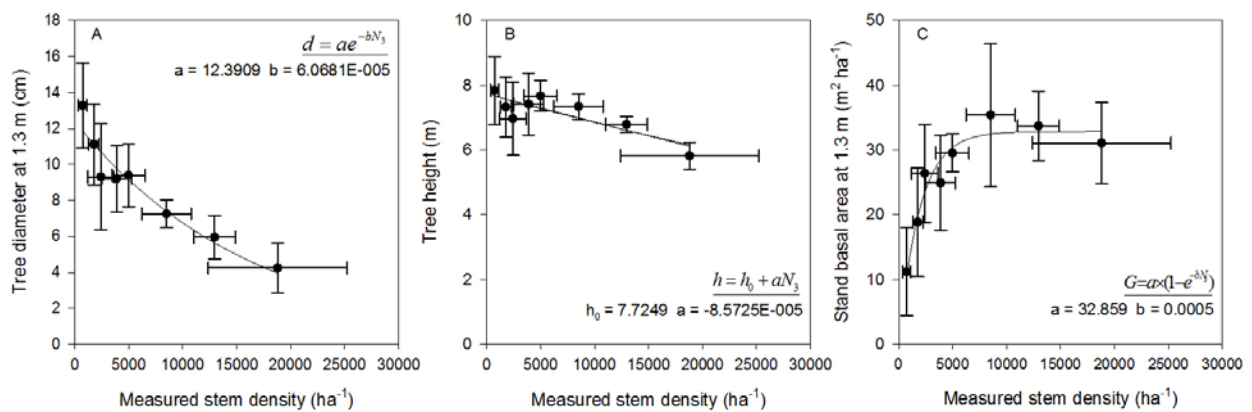 A
d = ae^{-bN_3}
a = 12.3909 b = 6.0681E-005
18
16
14
12
10
8
6
4
2
0
Tree diameter at 1.3 m (cm)
0 5000 10000 15000 20000 25000 30000
Measured stem density (ha⁻¹)
B
10
8
6
4
2
0
Tree height (m)
h = h₀ + aN₃
h₀ = 7.7249 a = -8.5725E-005
0 5000 10000 15000 20000 25000 30000
Measured stem density (ha⁻¹)
C
50
40
30
20
10
0
Stand basal area at 1.3 m (m² ha⁻¹)
G=a×(1−e^{-bN_3})
a = 32.859 b = 0.0005
0 5000 10000 15000 20000 25000 30000
Measured stem density (ha⁻¹)